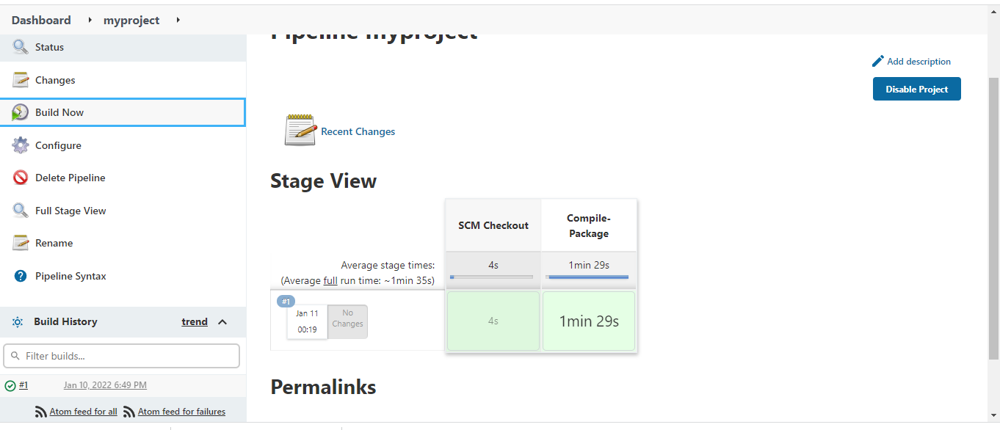 Dashboard
myproject
Status
Changes
Build Now
Configure
Delete Pipeline
Full Stage View
Rename
Pipeline Syntax
Build History
trend
Filter builds...
#1
Jan 10, 2022 6:49 PM
Atom feed for all
Atom feed for failures
Pipeline myproject
Add description
Disable Project
Recent Changes
Stage View
SCM Checkout
Compile-
Package
Average stage times:
(Average full run time: ~1min 35s)
4s
1min 29s
#1
Jan 11
00:19
No
Changes
4s
1min 29s
Permalinks